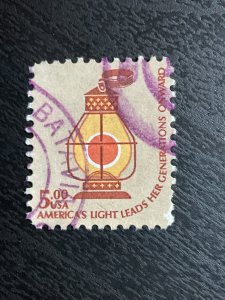 5.00
USA
AMERICA'S LIGHT LEADS HER GENERATIONS ONWARD